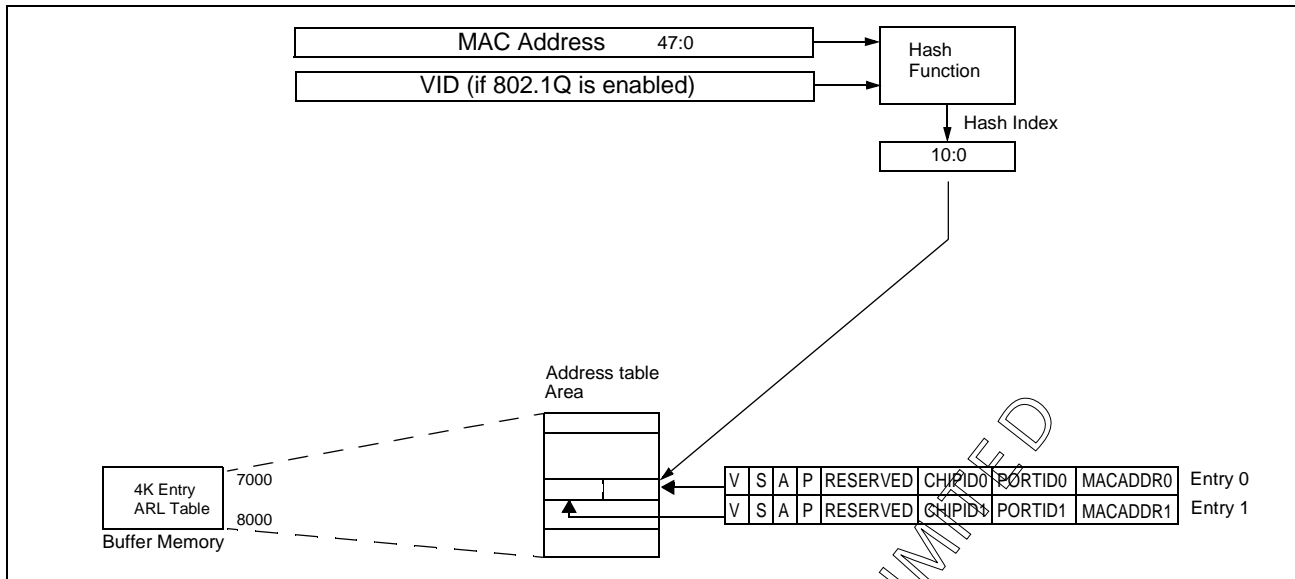 MAC Address 47:0
VID (if 802.1Q is enabled)
Hash
Function
Hash Index
10:0
Address table
Area
4K Entry
ARL Table
7000
8000
Buffer Memory
V S A P RESERVED CHIPID0 PORTID0 MACADDR0 Entry 0
V S A P RESERVED CHIPID1 PORTID1 MACADDR1 Entry 1
IMITED